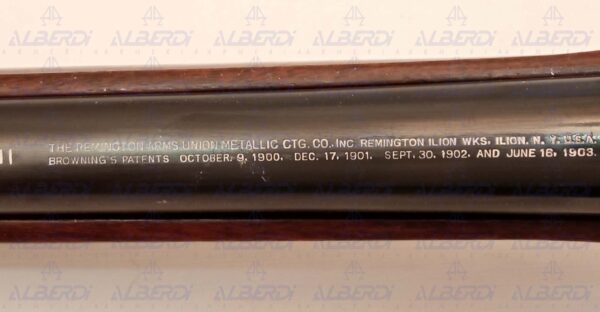 THE REMINGTON ARMS UNION METALLIC CTG. CO., INC. REMINGTON ILION WKS. ILION, N. Y. U.S.A.
BROWNING'S PATENTS OCTOBER, 9, 1900. DEC. 17, 1901. SEPT. 30, 1902. AND JUNE 16, 1903.
ALBERDI